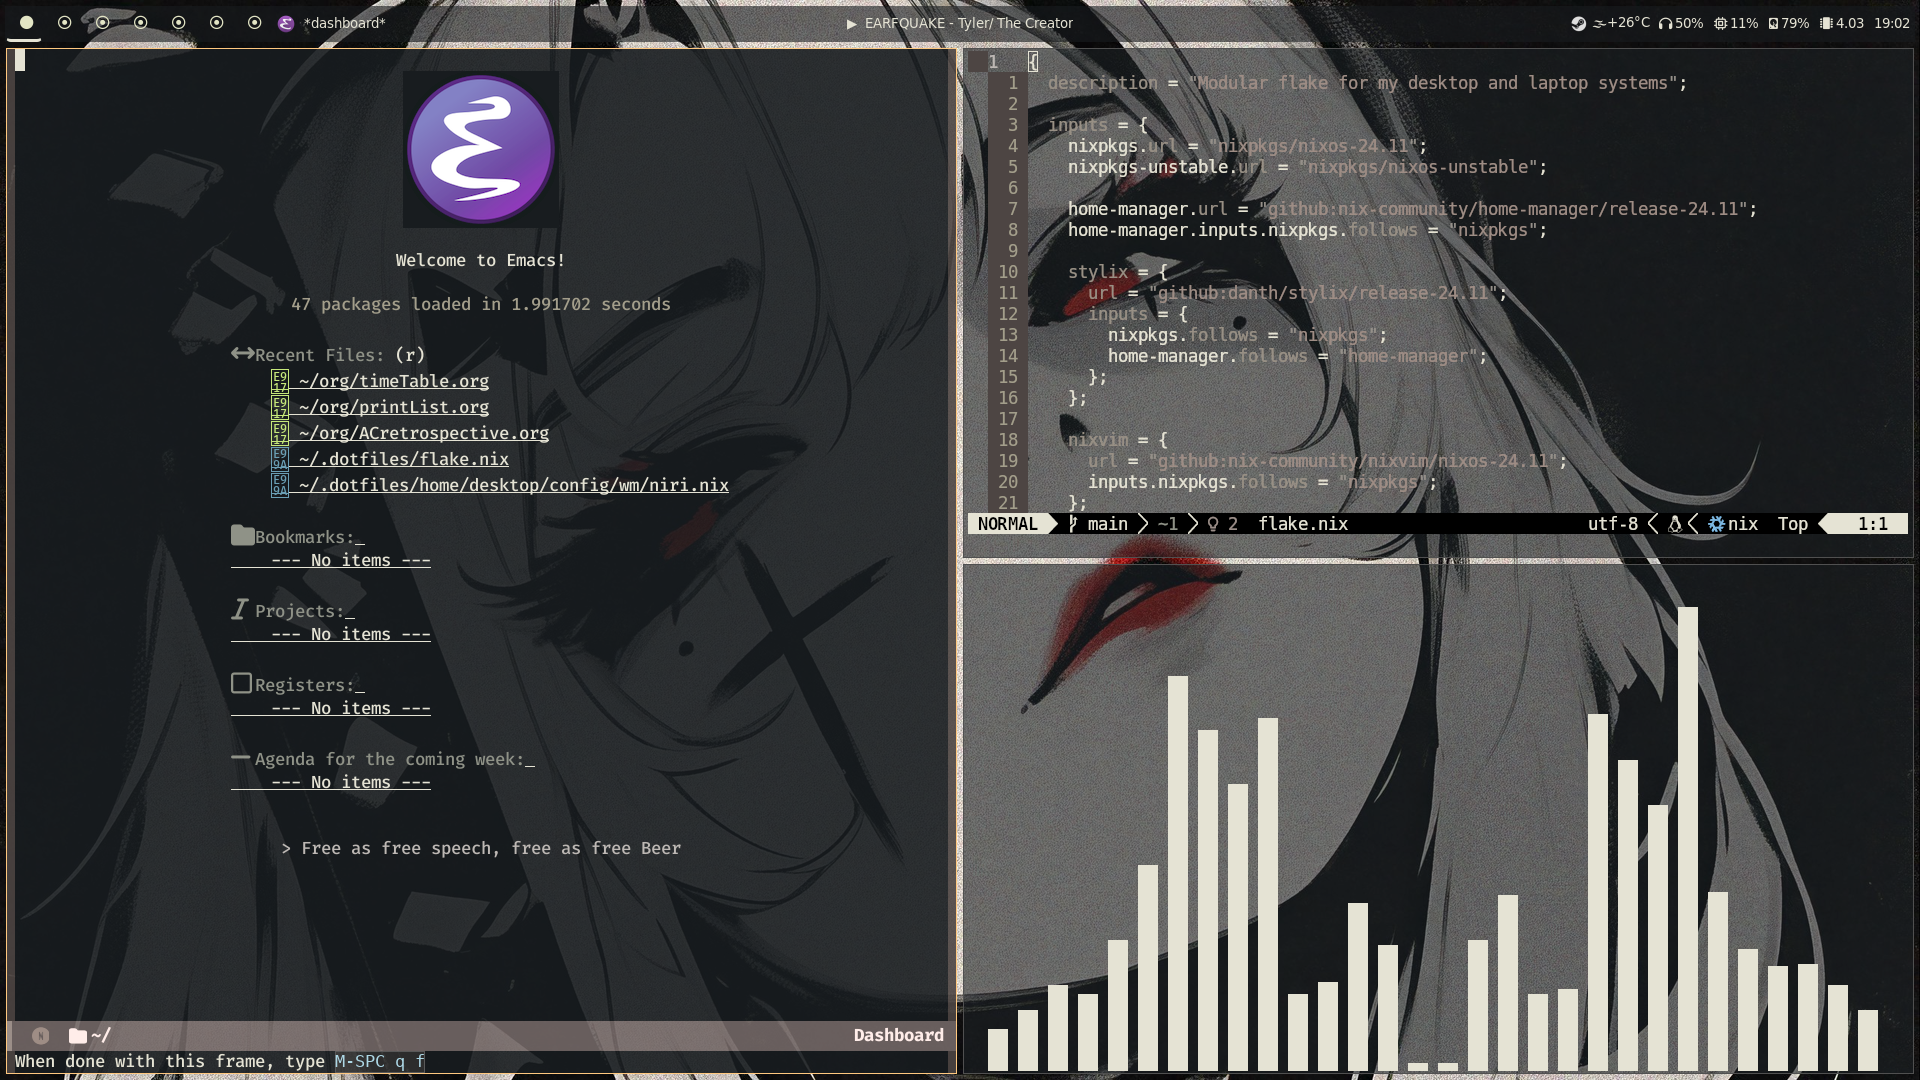 *dashboard*
▶ EARFQUAKE - Tyler/ The Creator
+26°C 50% 11% 79% 4.03 19:02
Welcome to Emacs!
47 packages loaded in 1.991702 seconds
Recent Files: (r)
E917 ~/org/timeTable.org
E917 ~/org/printList.org
E917 ~/org/ACretrospective.org
E99A ~/.dotfiles/flake.nix
E99A ~/.dotfiles/home/desktop/config/wm/niri.nix
Bookmarks:_
--- No items ---
Projects:_
--- No items ---
Registers:_
--- No items ---
Agenda for the coming week:_
--- No items ---
> Free as free speech, free as free Beer
N ~/ Dashboard
When done with this frame, type M-SPC q f
1 {
1 description = "Modular flake for my desktop and laptop systems";
2
3 inputs = {
4 nixpkgs.url = "nixpkgs/nixos-24.11";
5 nixpkgs-unstable.url = "nixpkgs/nixos-unstable";
6
7 home-manager.url = "github:nix-community/home-manager/release-24.11";
8 home-manager.inputs.nixpkgs.follows = "nixpkgs";
9
10 stylix = {
11 url = "github:danth/stylix/release-24.11";
12 inputs = {
13 nixpkgs.follows = "nixpkgs";
14 home-manager.follows = "home-manager";
15 };
16 };
17
18 nixvim = {
19 url = "github:nix-community/nixvim/nixos-24.11";
20 inputs.nixpkgs.follows = "nixpkgs";
21 };
NORMAL main ~1 2 flake.nix utf-8 nix Top 1:1